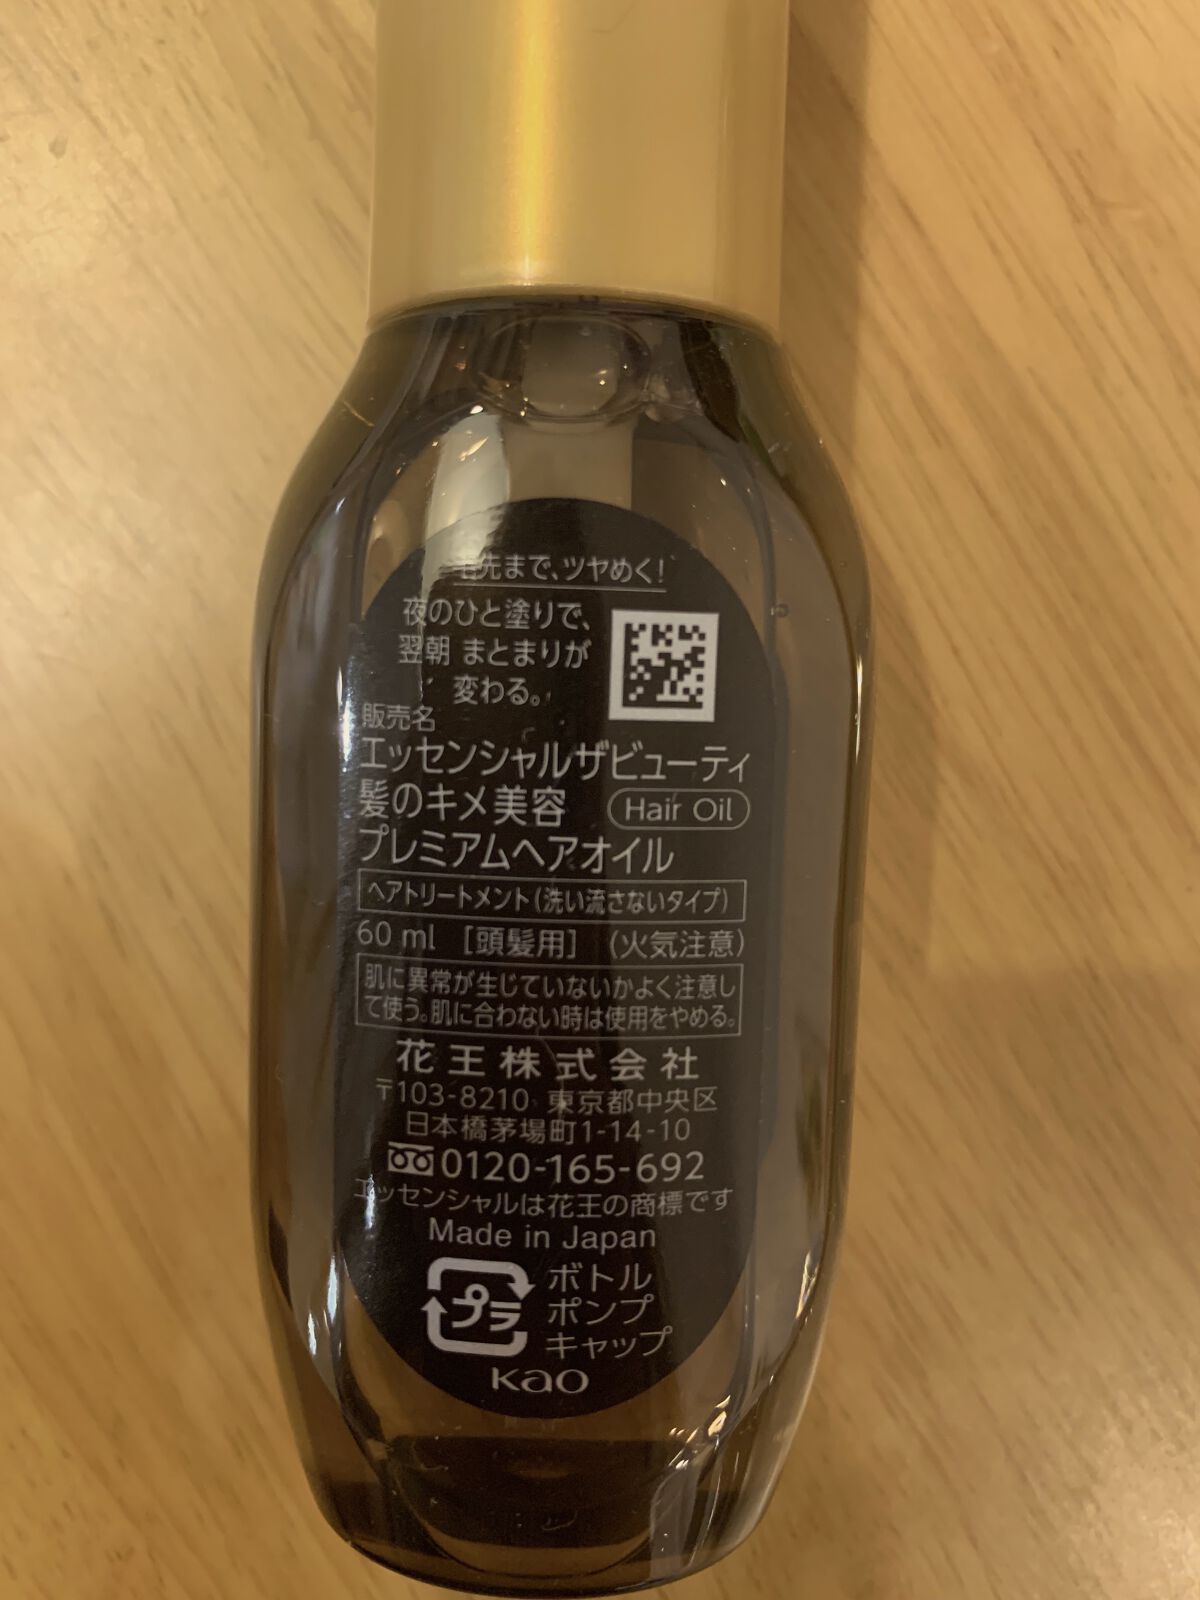 毛先まで、ツヤめく!
夜のひと塗りで、
翌朝 まとまりが
変わる。
販売名
エッセンシャルザビューティ
髪のキメ美容 Hair Oil
プレミアムヘアオイル
ヘアトリートメント(洗い流さないタイプ)
60 ml [頭髪用] (火気注意)
肌に異常が生じていないかよく注意し
て使う。肌に合わない時は使用をやめる。
花王株式会社
〒103-8210 東京都中央区
日本橋茅場町1-14-10
0120-165-692
エッセンシャルは花王の商標です
Made in Japan
プラ ボトル
ポンプ
キャップ
Kao